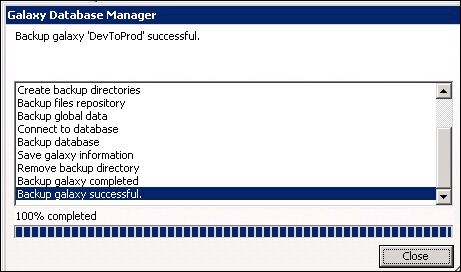 Galaxy Database Manager
Backup galaxy 'DevToProd' successful.
Create backup directories
Backup files repository
Backup global data
Connect to database
Backup database
Save galaxy information
Remove backup directory
Backup galaxy completed
Backup galaxy successful.
100% completed
Close